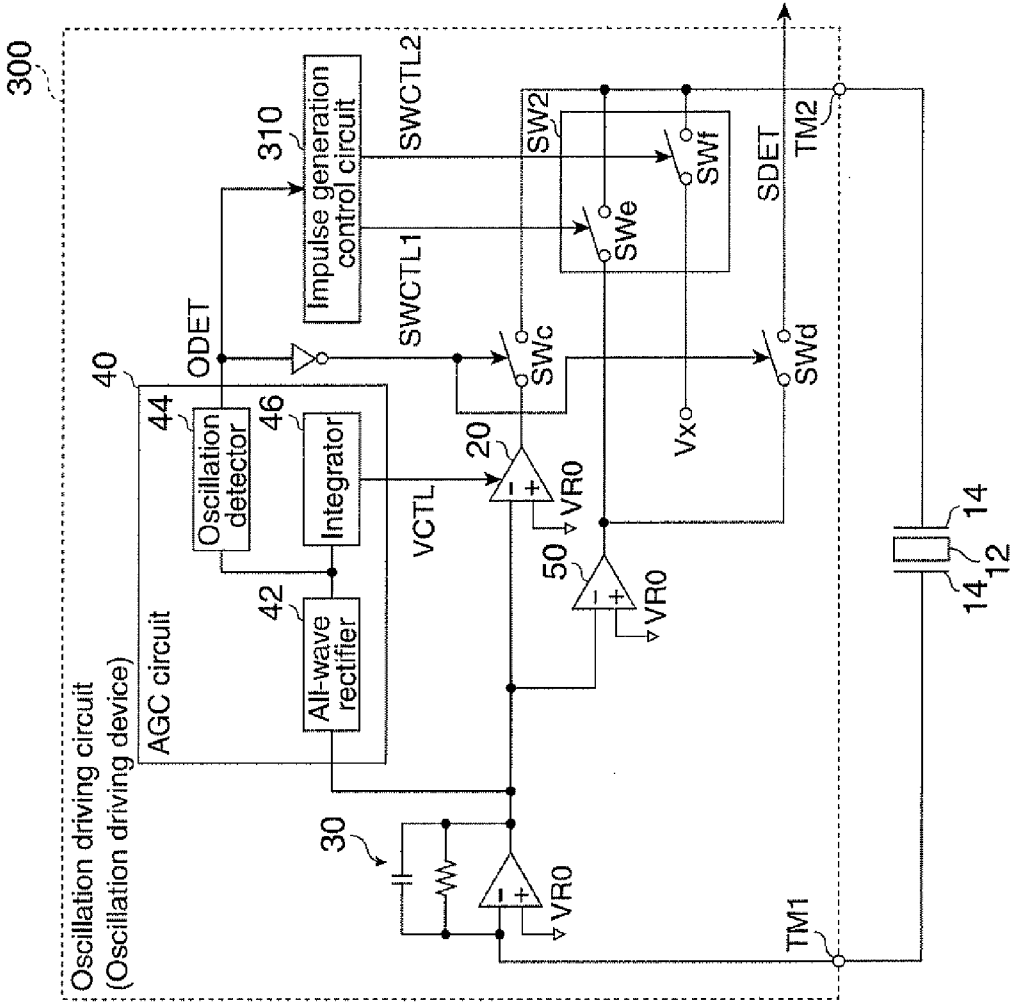 300
Oscillation driving circuit
(Oscillation driving device)
AGC circuit
40
44
Oscillation
detector
46
Integrator
42
All-wave
rectifier
ODET
310
Impulse generation
control circuit
SWCTL1
SWCTL2
VCTL
30
VR0
20
VR0
SWc
50
VR0
SW2
SWe
SWf
Vx
SWd
SDET
TM1
TM2
14
12
14